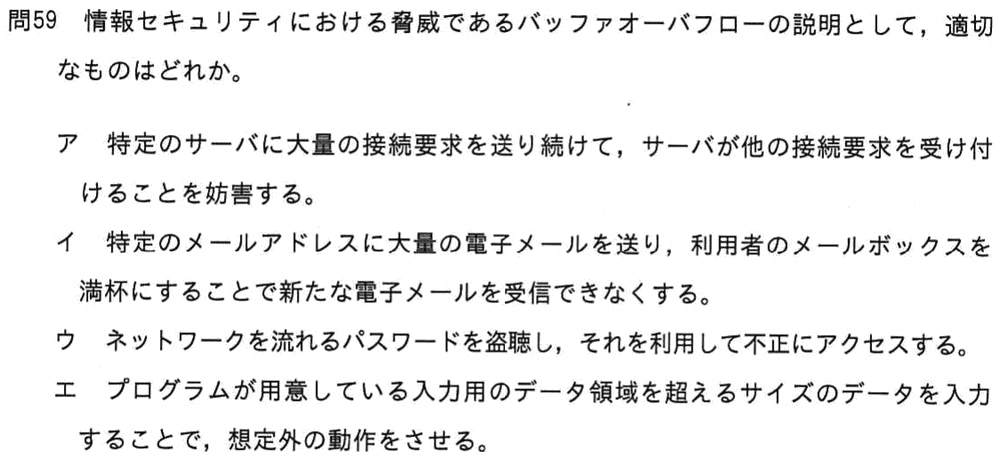 問59 情報セキュリティにおける脅威であるバッファオーバフローの説明として，適切
なものはどれか。
ア 特定のサーバに大量の接続要求を送り続けて，サーバが他の接続要求を受け付
けることを妨害する。
イ 特定のメールアドレスに大量の電子メールを送り，利用者のメールボックスを
満杯にすることで新たな電子メールを受信できなくする。
ウ ネットワークを流れるパスワードを盗聴し，それを利用して不正にアクセスする。
エ プログラムが用意している入力用のデータ領域を超えるサイズのデータを入力
することで，想定外の動作をさせる。